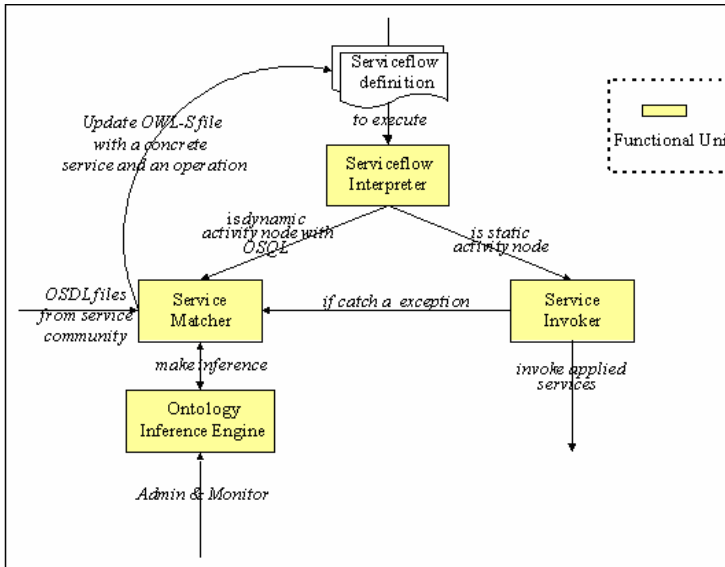 Serviceflow
definition
Update OWL-S file
with a concrete
service and an operation
to execute
Functional Uni
Serviceflow
Interpreter
is dynamic
activity node with
OSQL
is static
activity node
OSDL files
from service
community
Service
Matcher
if catch a exception
Service
Invoker
make inference
invoke applied
services
Ontology
Inference Engine
Admin & Monitor